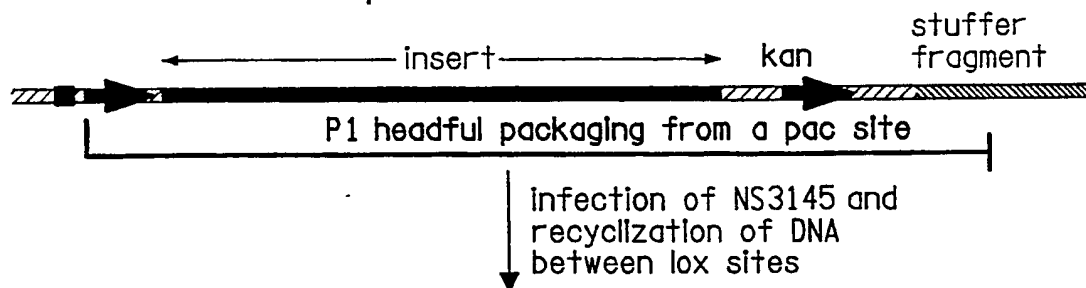 stuffer
insert kan fragment
P1 headful packaging from a pac site
infection of NS3145 and
recyclization of DNA
between lox sites